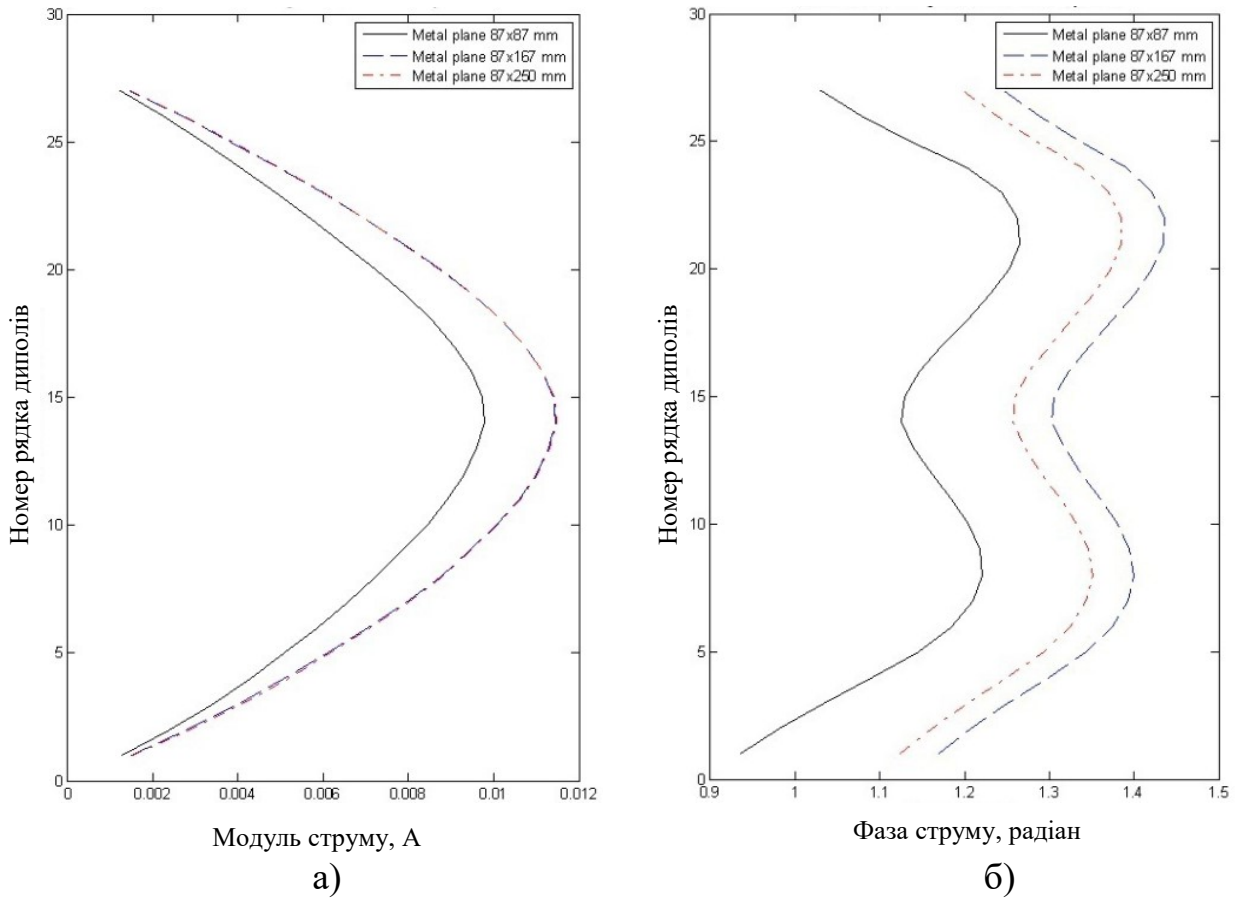 Metal plane 87x87 mm
Metal plane 87x167 mm
Metal plane 87x250 mm
30
25
20
15
10
5
0
Номер рядка диполів
0 0.002 0.004 0.006 0.008 0.01 0.012
Модуль струму, А
а)
Metal plane 87x87 mm
Metal plane 87x167 mm
Metal plane 87x250 mm
30
25
20
15
10
5
0
Номер рядка диполів
0.9 1 1.1 1.2 1.3 1.4 1.5
Фаза струму, радіан
б)